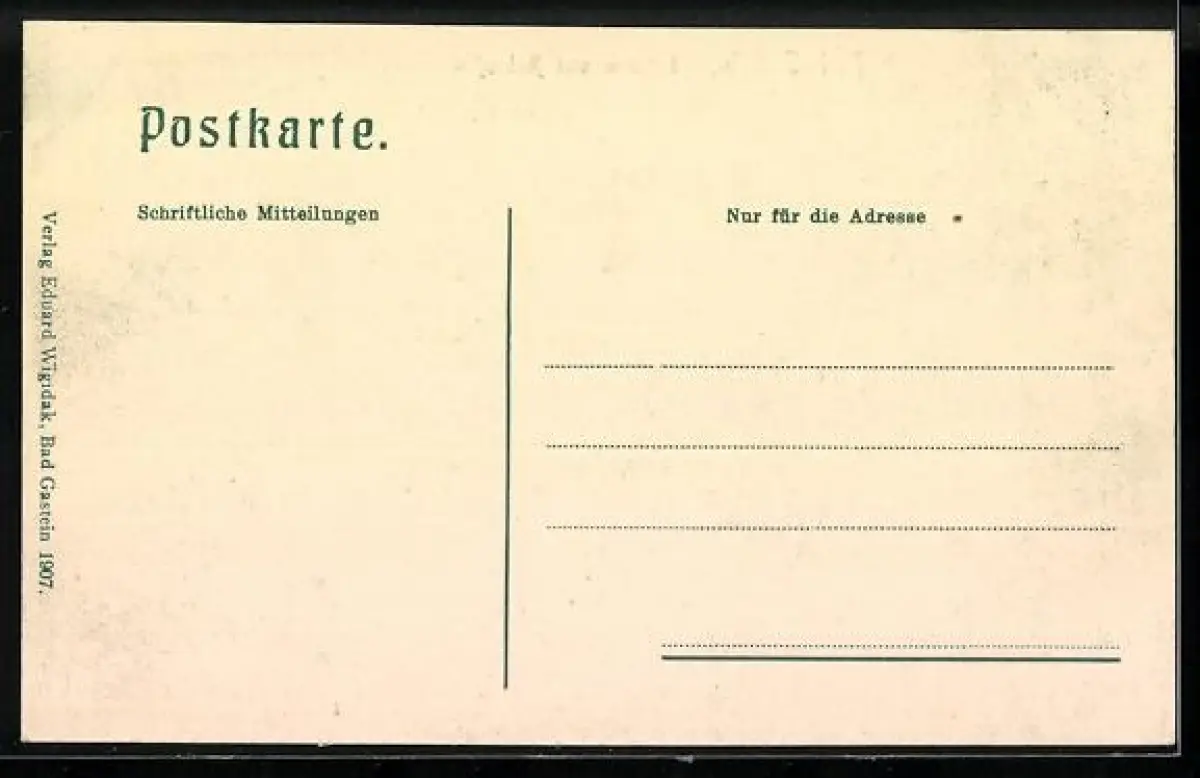 Postkarte.
Schriftliche Mitteilungen
Nur für die Adresse
Verlag Eduard Wigidak, Bad Gastein 1907.